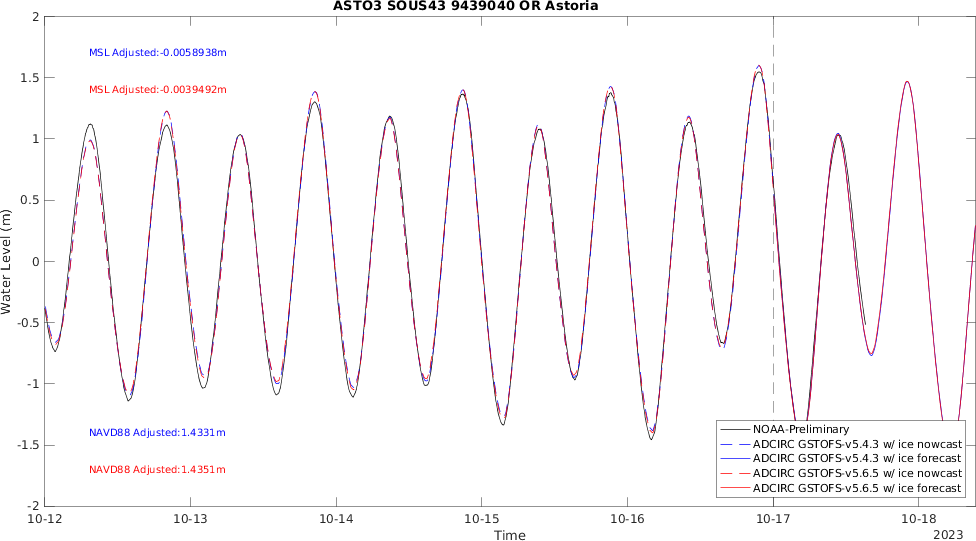 ASTO3 SOUS43 9439040 OR Astoria
2
1.5
1
0.5
0
-0.5
-1
-1.5
-2
Water Level (m)
MSL Adjusted:-0.0058938m
MSL Adjusted:-0.0039492m
NAVD88 Adjusted:1.4331m
NAVD88 Adjusted:1.4351m
NOAA-Preliminary
ADCIRC GSTOFS-v5.4.3 w/ ice nowcast
ADCIRC GSTOFS-v5.4.3 w/ ice forecast
ADCIRC GSTOFS-v5.6.5 w/ ice nowcast
ADCIRC GSTOFS-v5.6.5 w/ ice forecast
10-12 10-13 10-14 10-15 10-16 10-17 10-18
Time
2023